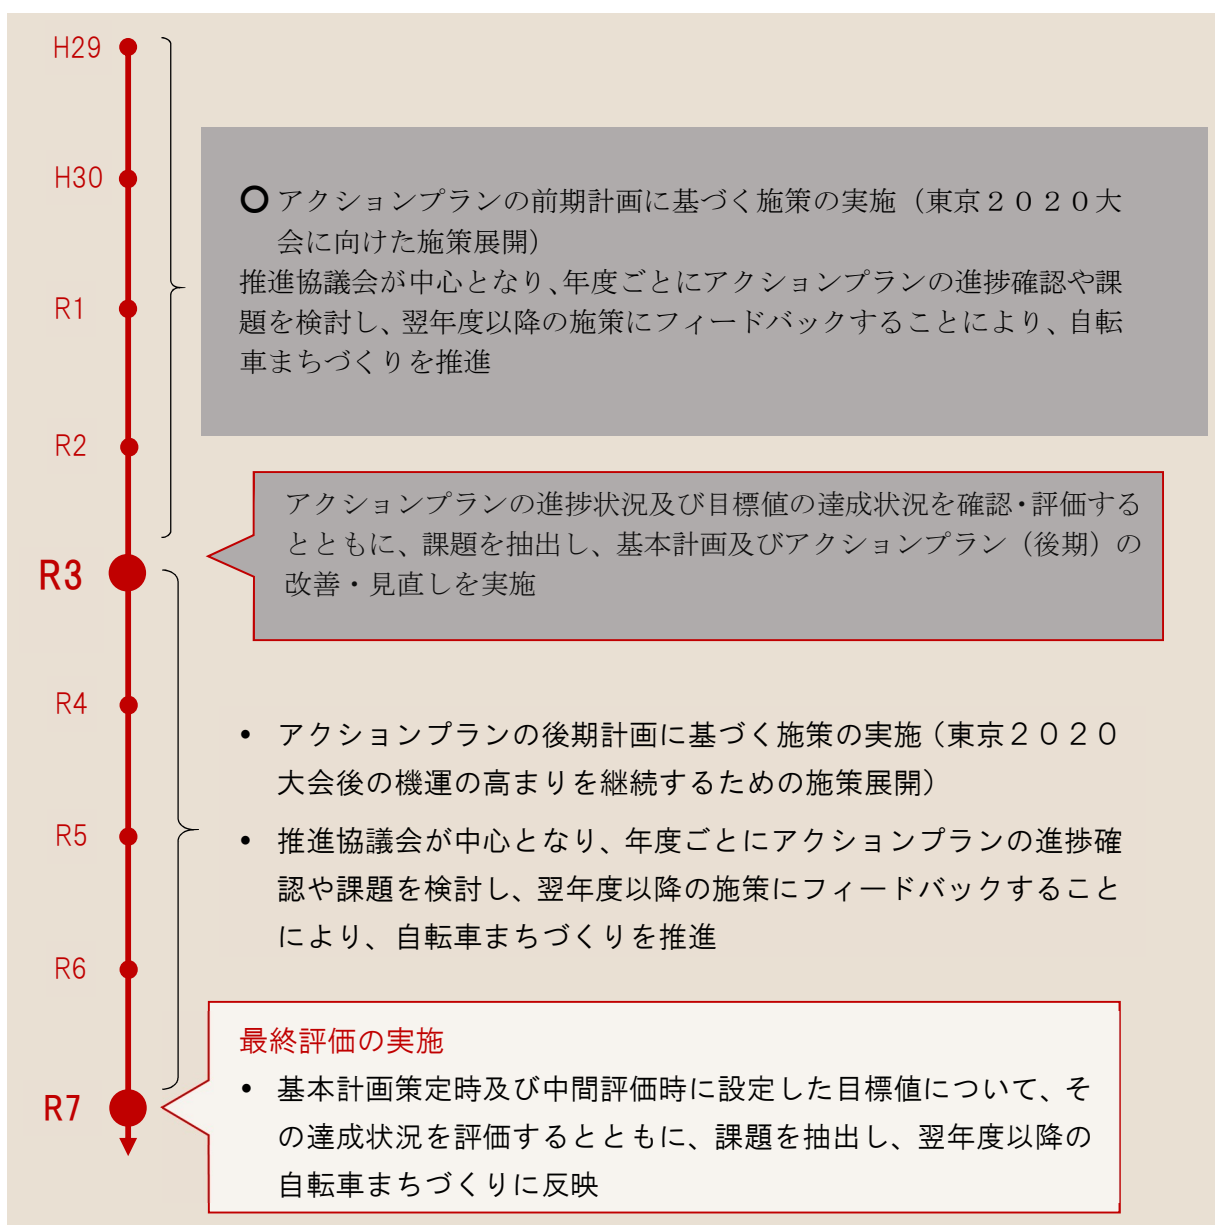 H29
H30
○アクションプランの前期計画に基づく施策の実施（東京２０２０大
会に向けた施策展開）
推進協議会が中心となり、年度ごとにアクションプランの進捗確認や課
題を検討し、翌年度以降の施策にフィードバックすることにより、自転
車まちづくりを推進
R1
R2
アクションプランの進捗状況及び目標値の達成状況を確認・評価する
とともに、課題を抽出し、基本計画及びアクションプラン（後期）の
改善・見直しを実施
R3
R4
• アクションプランの後期計画に基づく施策の実施（東京２０２０
大会後の機運の高まりを継続するための施策展開）
R5
• 推進協議会が中心となり、年度ごとにアクションプランの進捗確
認や課題を検討し、翌年度以降の施策にフィードバックすること
により、自転車まちづくりを推進
R6
最終評価の実施
R7
• 基本計画策定時及び中間評価時に設定した目標値について、そ
の達成状況を評価するとともに、課題を抽出し、翌年度以降の
自転車まちづくりに反映